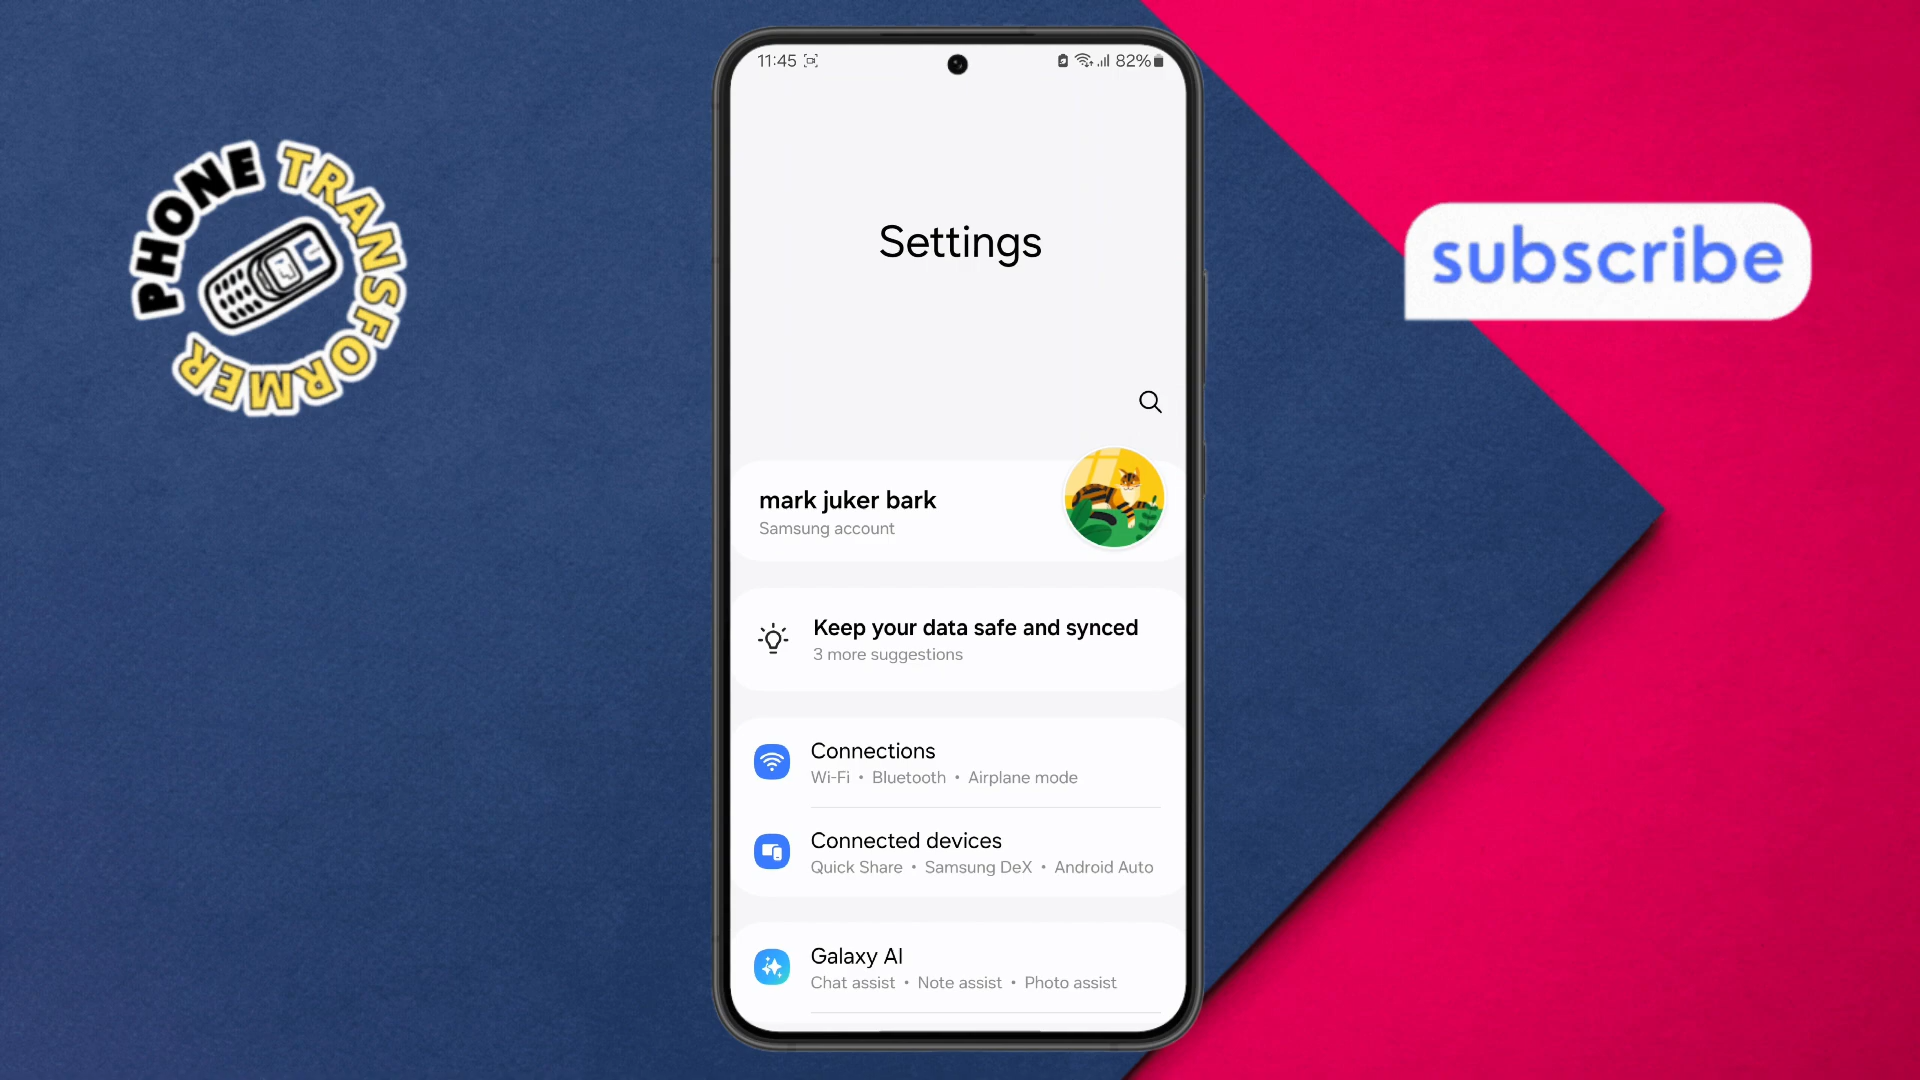 PHONE TRANSFORMER
subscribe
11:45
82%
Settings
mark juker bark
Samsung account
Keep your data safe and synced
3 more suggestions
Connections
Wi-Fi • Bluetooth • Airplane mode
Connected devices
Quick Share • Samsung DeX • Android Auto
Galaxy AI
Chat assist • Note assist • Photo assist